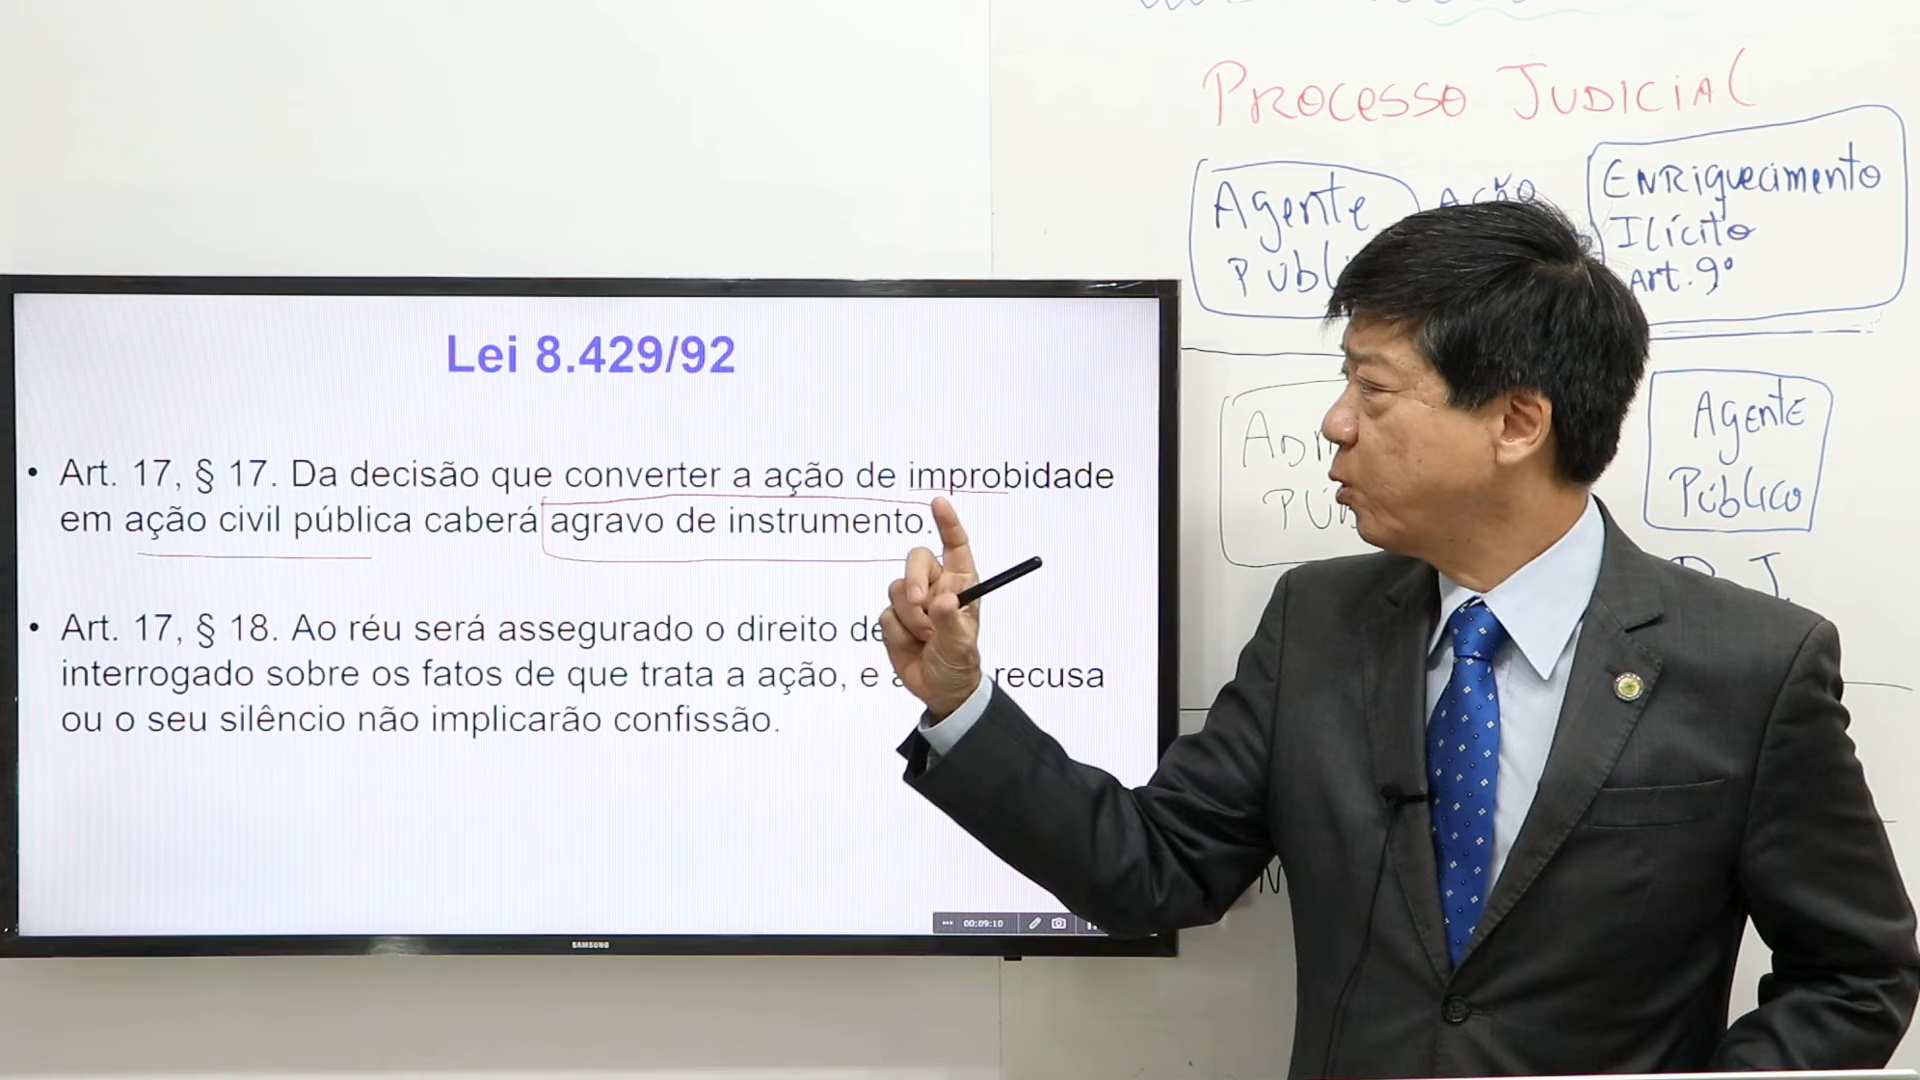 Lei 8.429/92
• Art. 17, § 17. Da decisão que converter a ação de improbidade
em ação civil pública caberá agravo de instrumento.
• Art. 17, § 18. Ao réu será assegurado o direito de
interrogado sobre os fatos de que trata a ação, e a recusa
ou o seu silêncio não implicarão confissão.
00:09:10
SAMSUNG
PROCESSO JUDICIAL
Agente
Públi
Ação
ENRiquecimento
Ilícito
Art. 9º
AGENTE
Público